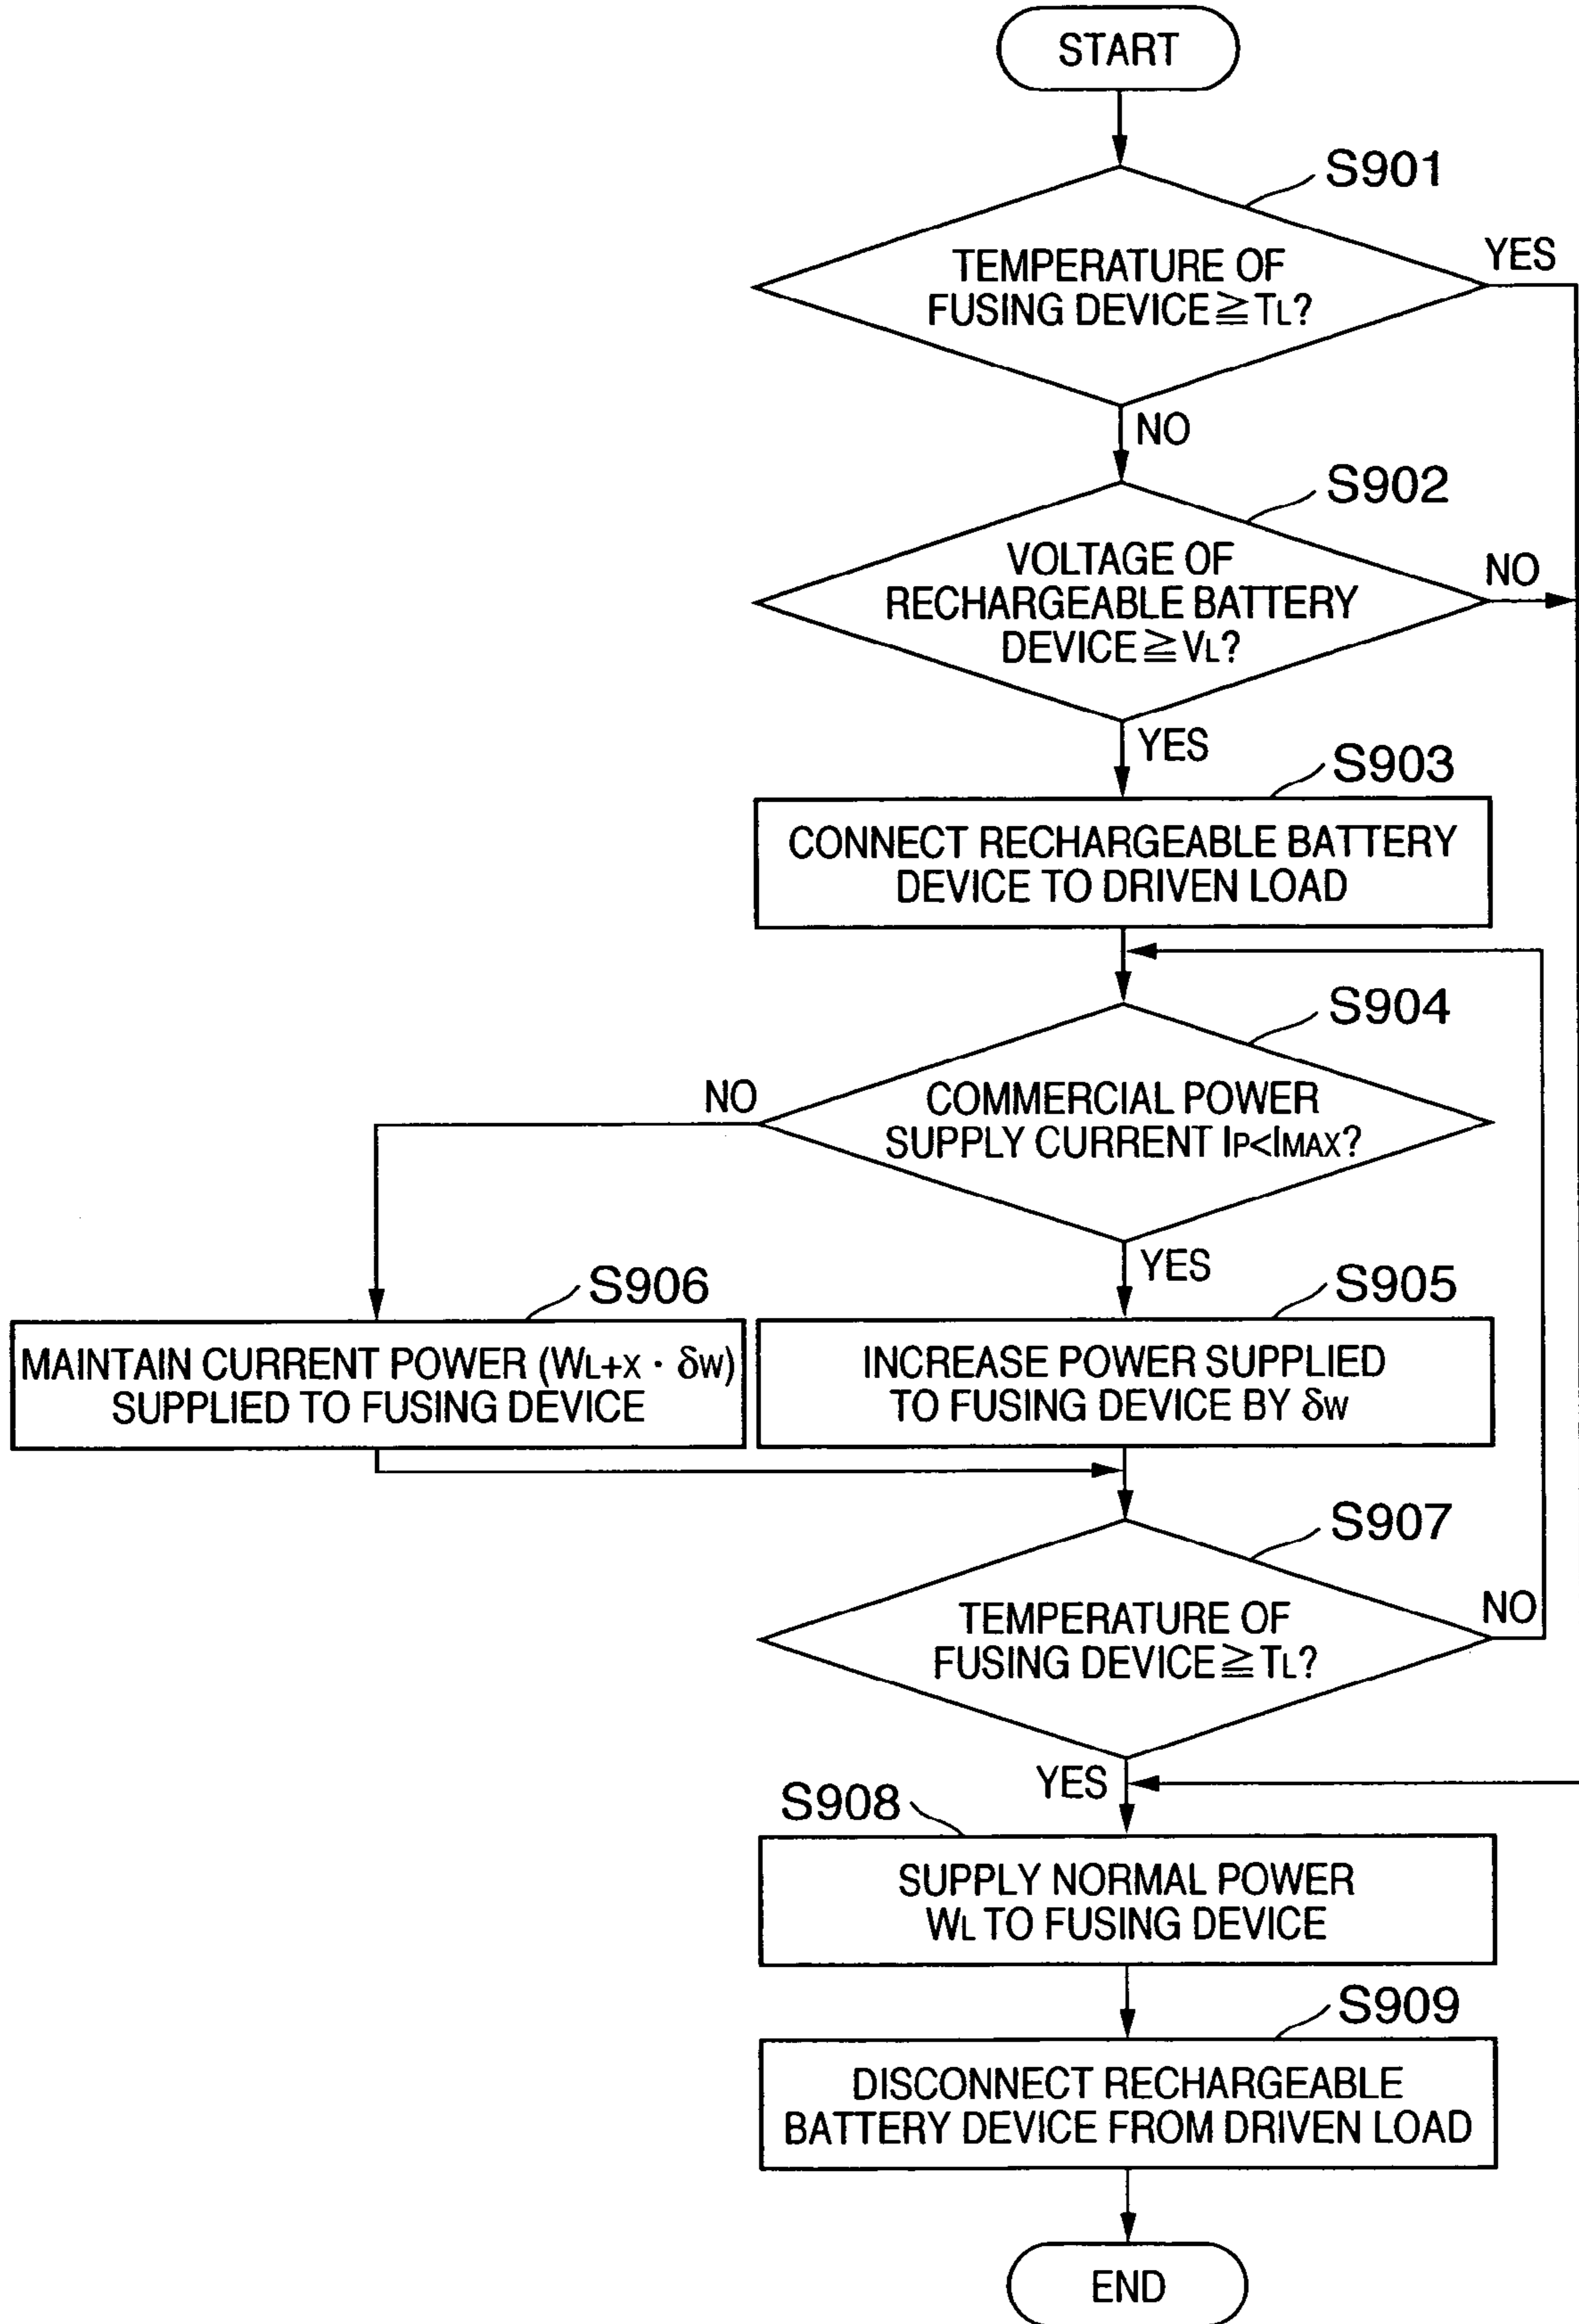 START
S901
TEMPERATURE OF
FUSING DEVICE≧TL?
YES
NO
S902
VOLTAGE OF
RECHARGEABLE BATTERY
DEVICE≧VL?
NO
YES
S903
CONNECT RECHARGEABLE BATTERY
DEVICE TO DRIVEN LOAD
S904
COMMERCIAL POWER
SUPPLY CURRENT IP<IMAX?
NO
YES
S906
MAINTAIN CURRENT POWER (WL+X · δW)
SUPPLIED TO FUSING DEVICE
S905
INCREASE POWER SUPPLIED
TO FUSING DEVICE BY δW
S907
TEMPERATURE OF
FUSING DEVICE≧TL?
NO
YES
S908
SUPPLY NORMAL POWER
WL TO FUSING DEVICE
S909
DISCONNECT RECHARGEABLE
BATTERY DEVICE FROM DRIVEN LOAD
END